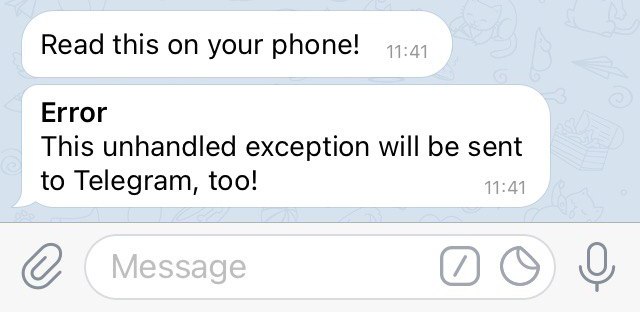 Read this on your phone! 11:41
Error
This unhandled exception will be sent
to Telegram, too! 11:41
Message